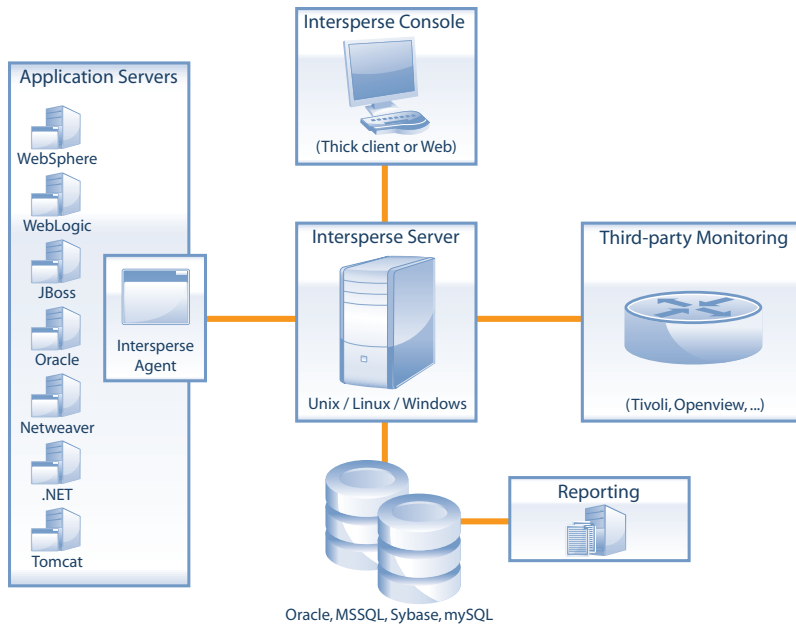 Intersperse Console
(Thick client or Web)
Application Servers
WebSphere
WebLogic
JBoss
Oracle
Netweaver
.NET
Tomcat
Intersperse
Agent
Intersperse Server
Unix / Linux / Windows
Third-party Monitoring
(Tivoli, Openview, ...)
Reporting
Oracle, MSSQL, Sybase, mySQL